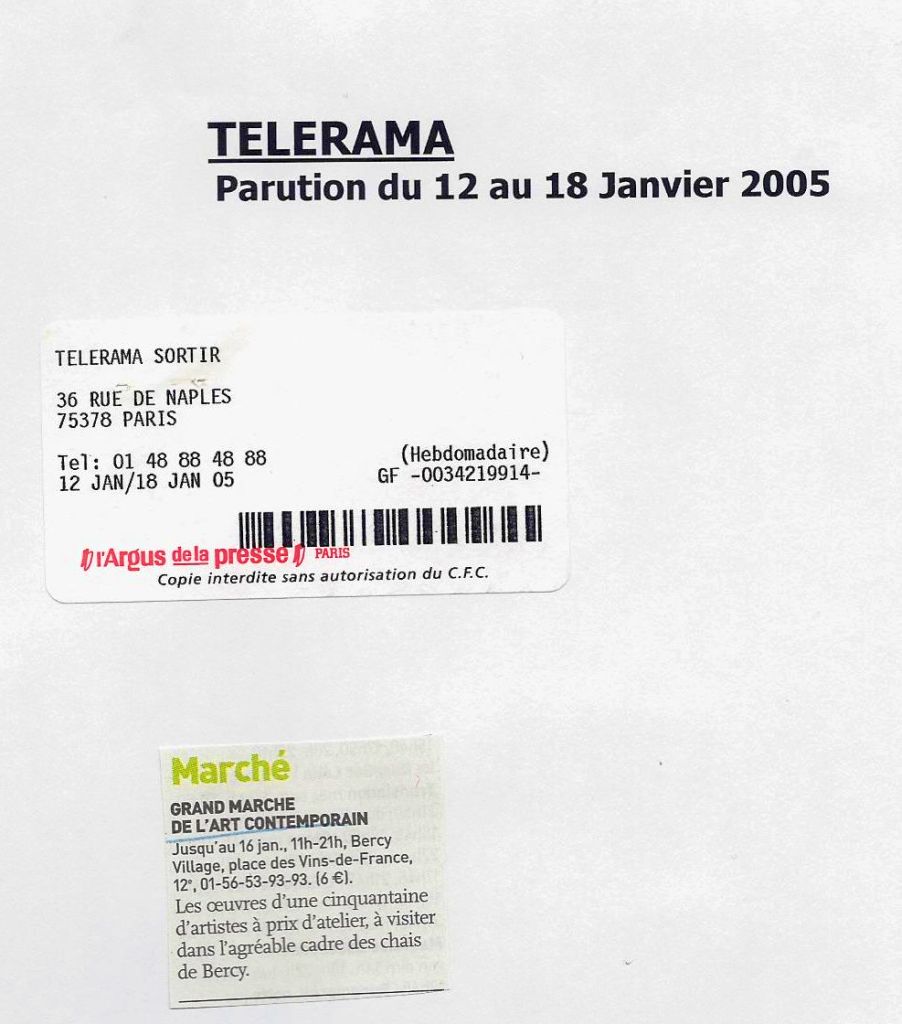 TELERAMA
Parution du 12 au 18 Janvier 2005
TELERAMA SORTIR
36 RUE DE NAPLES
75378 PARIS
Tel: 01 48 88 48 88 (Hebdomadaire)
12 JAN/18 JAN 05 GF -0034219914-
l'Argus de la presse PARIS
Copie interdite sans autorisation du C.F.C.
Marché
GRAND MARCHE
DE L'ART CONTEMPORAIN
Jusqu'au 16 jan., 11h-21h, Bercy
Village, place des Vins-de-France,
12e, 01-56-53-93-93. (6 €).
Les œuvres d'une cinquantaine
d'artistes à prix d'atelier, à visiter
dans l'agréable cadre des chais
de Bercy.